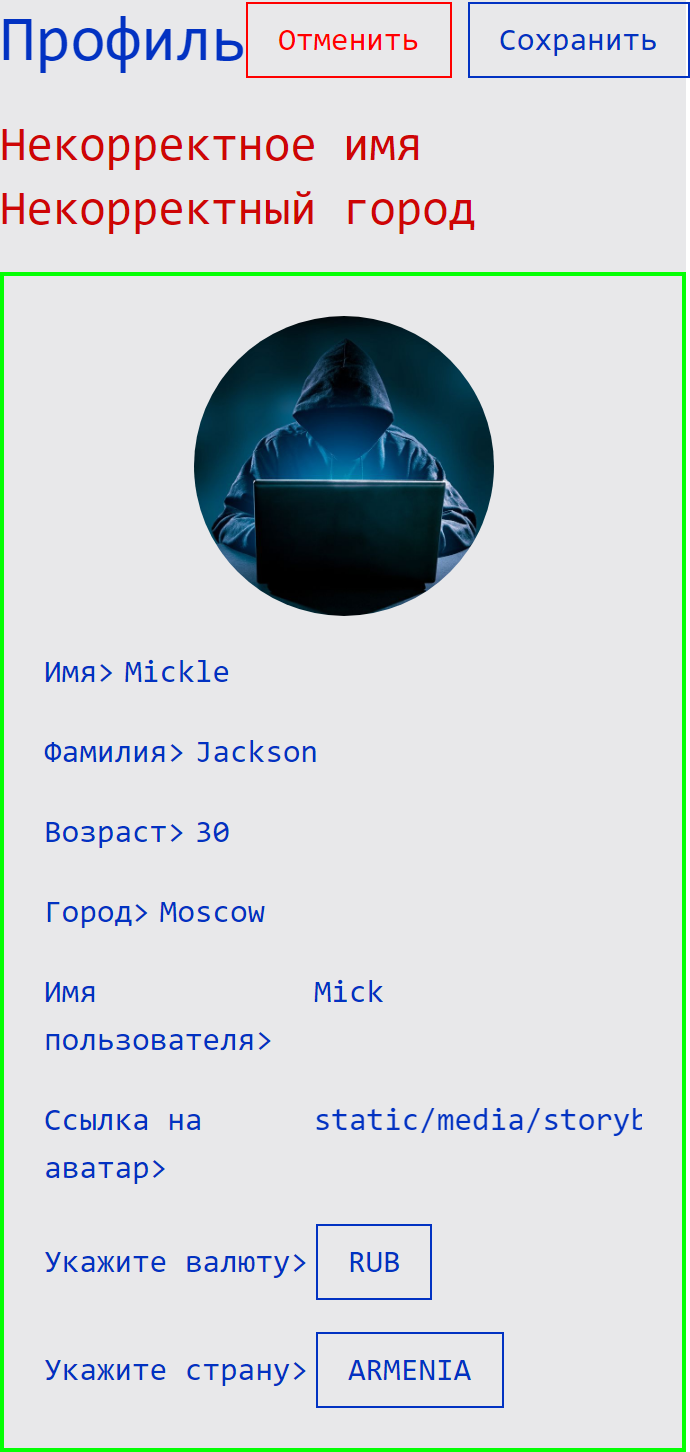 Профиль Отменить Сохранить
Некорректное имя
Некорректный город
Имя> Mickle
Фамилия> Jackson
Возраст> 30
Город> Moscow
Имя Mick
пользователя>
Ссылка на static/media/storyb
аватар>
Укажите валюту> RUB
Укажите страну> ARMENIA